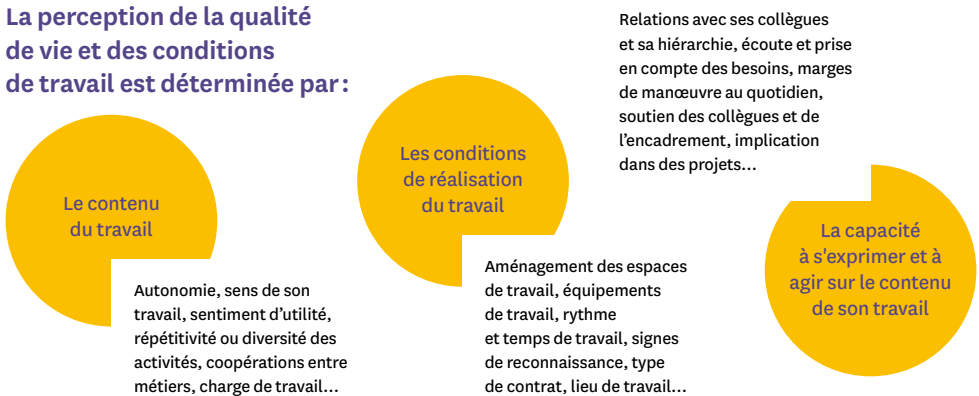 La perception de la qualité
de vie et des conditions
de travail est déterminée par :
Le contenu
du travail
Autonomie, sens de son
travail, sentiment d’utilité,
répétitivité ou diversité des
activités, coopérations entre
métiers, charge de travail…
Les conditions
de réalisation
du travail
Aménagement des espaces
de travail, équipements
de travail, rythme
et temps de travail, signes
de reconnaissance, type
de contrat, lieu de travail…
Relations avec ses collègues
et sa hiérarchie, écoute et prise
en compte des besoins, marges
de manœuvre au quotidien,
soutien des collègues et de
l’encadrement, implication
dans des projets…
La capacité
à s'exprimer et à
agir sur le contenu
de son travail